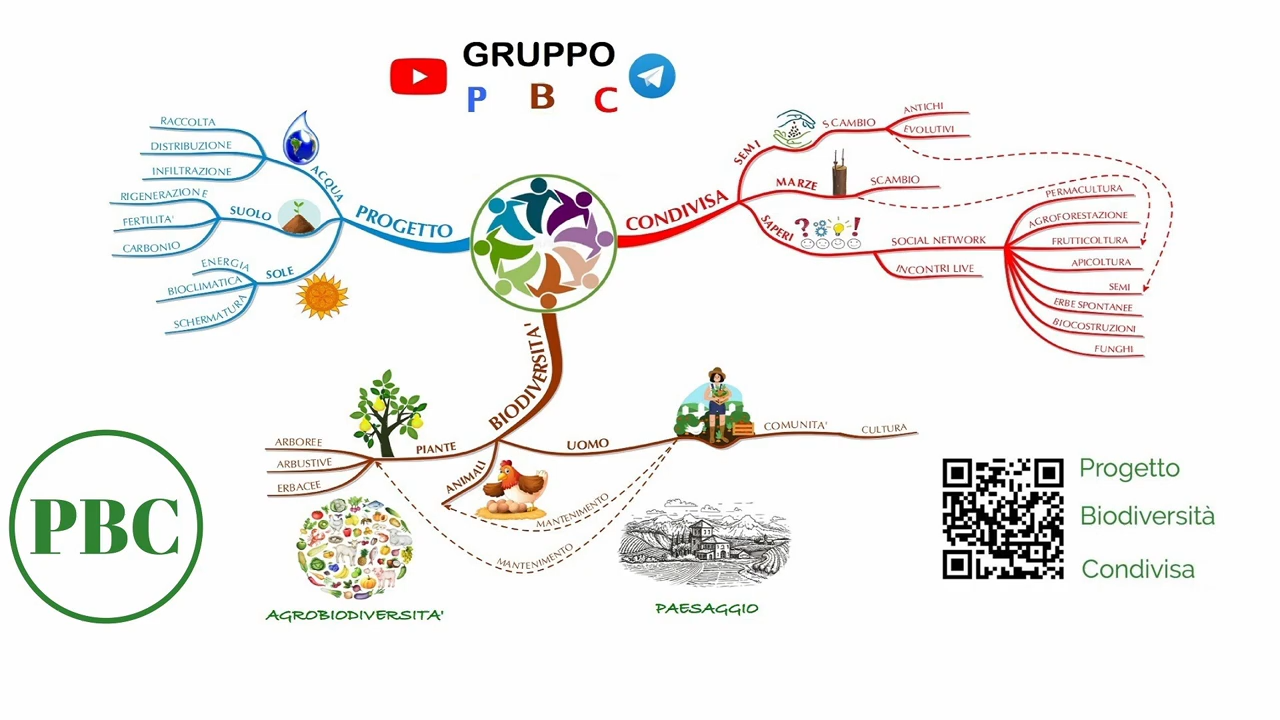 GRUPPO
P B C
PROGETTO
ACQUA
RACCOLTA
DISTRIBUZIONE
INFILTRAZIONE
SUOLO
RIGENERAZIONE
FERTILITA'
CARBONIO
SOLE
ENERGIA
BIOCLIMATICA
SCHERMATURA
CONDIVISA
SEMI
SCAMBIO
ANTICHI
EVOLUTIVI
MARZE
SCAMBIO
SAPERI
SOCIAL NETWORK
INCONTRI LIVE
PERMACULTURA
AGROFORESTAZIONE
FRUTTICOLTURA
APICOLTURA
SEMI
ERBE SPONTANEE
BIOCOSTRUZIONI
FUNGHI
BIODIVERSITA'
PIANTE
ARBOREE
ARBUSTIVE
ERBACEE
ANIMALI
UOMO
COMUNITA'
CULTURA
MANTENIMENTO
MANTENIMENTO
AGROBIODIVERSITA'
PAESAGGIO
PBC
Progetto
Biodiversità
Condivisa